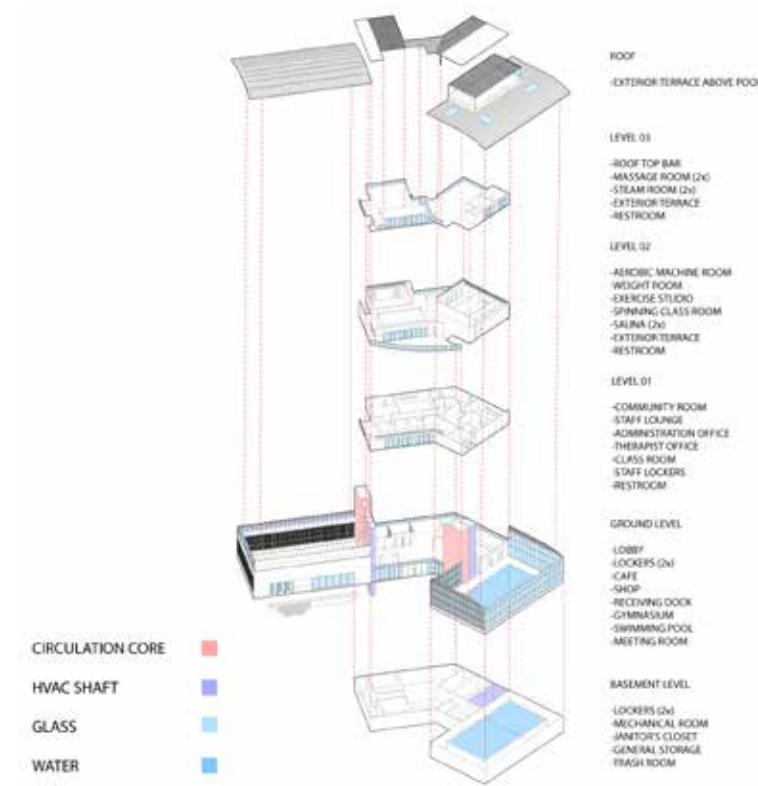 ROOF
-EXTERIOR TERRACE ABOVE POOL
LEVEL 03
-ROOF TOP BAR
-MASSAGE ROOM (2x)
-STEAM ROOM (2x)
-EXTERIOR TERRACE
-RESTROOM
LEVEL 02
-AEROBIC MACHINE ROOM
-WEIGHT ROOM
-EXERCISE STUDIO
-SPINNING CLASS ROOM
-SAUNA (2x)
-EXTERIOR TERRACE
-RESTROOM
LEVEL 01
-COMMUNITY ROOM
-STAFF LOUNGE
-ADMINISTRATION OFFICE
-THERAPIST OFFICE
-CLASS ROOM
-STAFF LOCKERS
-RESTROOM
GROUND LEVEL
-LOBBY
-LOCKERS (2x)
-CAFE
-SHOP
-RECEIVING DOCK
-GYMNASIUM
-SWIMMING POOL
-MEETING ROOM
BASEMENT LEVEL
-LOCKERS (2x)
-MECHANICAL ROOM
-JANITOR'S CLOSET
-GENERAL STORAGE
-TRASH ROOM
CIRCULATION CORE
HVAC SHAFT
GLASS
WATER